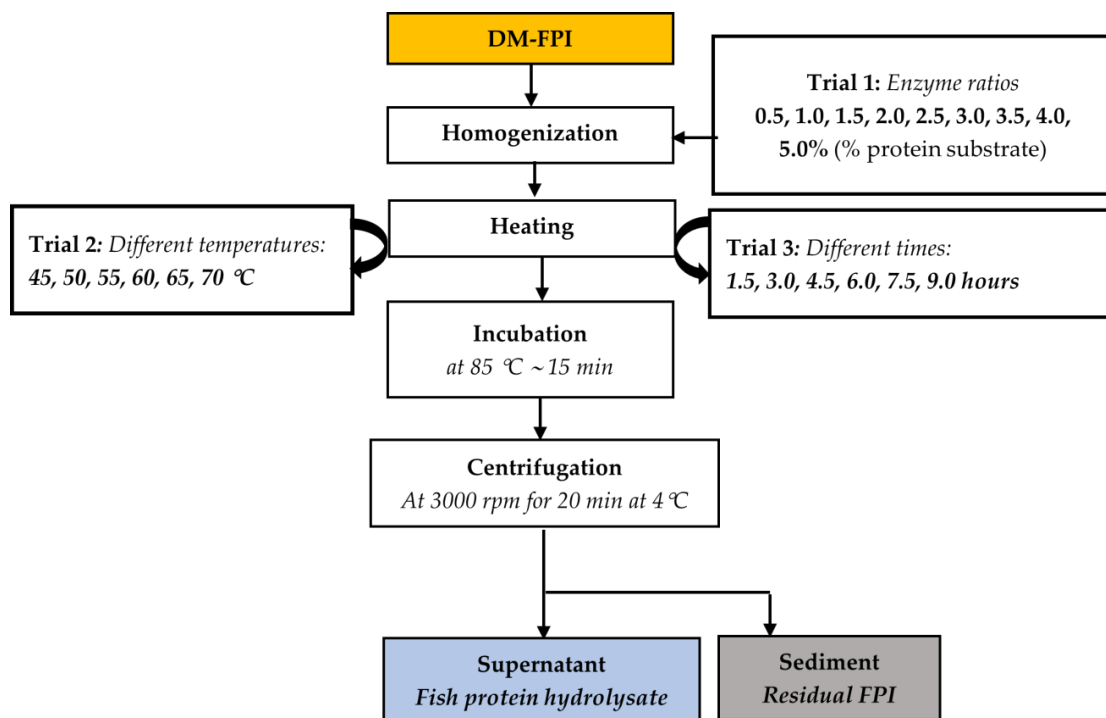 DM-FPI
Trial 1: Enzyme ratios
0.5, 1.0, 1.5, 2.0, 2.5, 3.0, 3.5, 4.0,
5.0% (% protein substrate)
Homogenization
Trial 2: Different temperatures:
45, 50, 55, 60, 65, 70 ℃
Heating
Trial 3: Different times:
1.5, 3.0, 4.5, 6.0, 7.5, 9.0 hours
Incubation
at 85 ℃ ~ 15 min
Centrifugation
At 3000 rpm for 20 min at 4 ℃
Supernatant
Fish protein hydrolysate
Sediment
Residual FPI